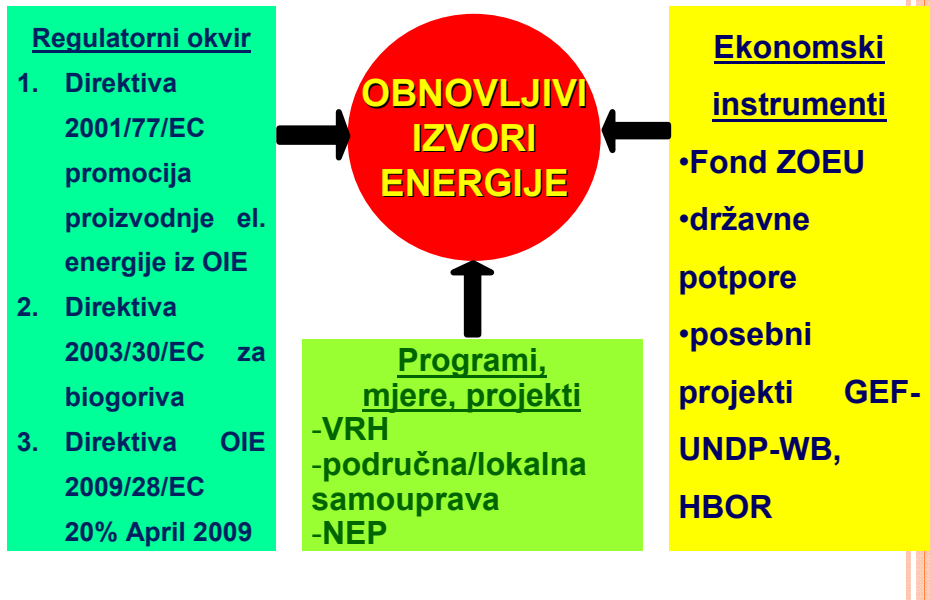 Regulatorni okvir
1. Direktiva
2001/77/EC
promocija
proizvodnje el.
energije iz OIE
2. Direktiva
2003/30/EC za
biogoriva
3. Direktiva OIE
2009/28/EC
20% April 2009
OBNOVLJIVI
IZVORI
ENERGIJE
Programi,
mjere, projekti
-VRH
-područna/lokalna
samouprava
-NEP
Ekonomski
instrumenti
•Fond ZOEU
•državne
potpore
•posebni
projekti GEF-
UNDP-WB,
HBOR